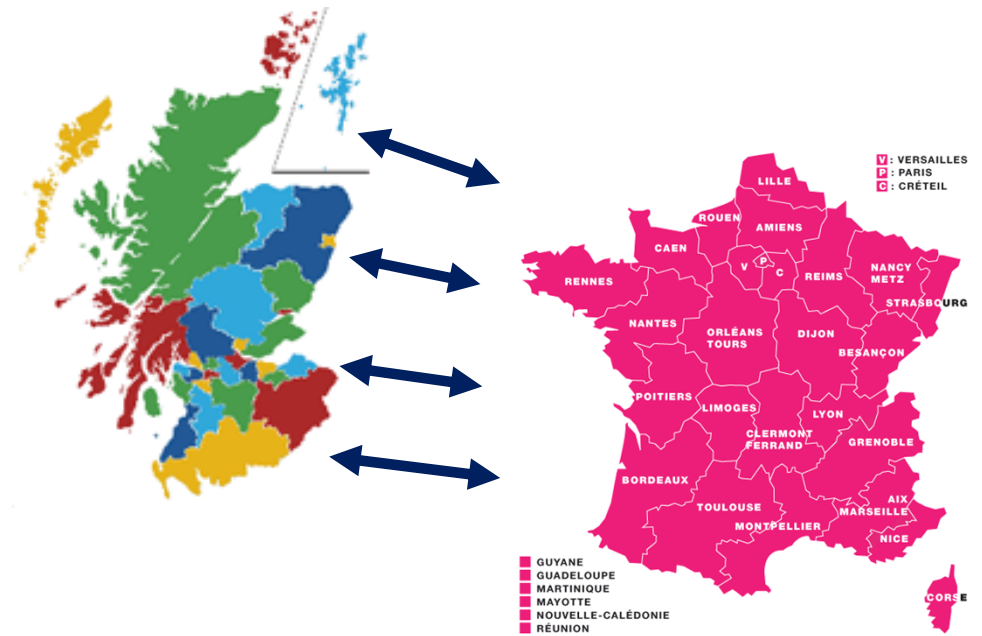 V : VERSAILLES
P : PARIS
C : CRÉTEIL
LILLE
ROUEN
AMIENS
CAEN
V
P
C
REIMS
NANCY
METZ
RENNES
STRASBOURG
NANTES
ORLÉANS
TOURS
DIJON
BESANÇON
POITIERS
LIMOGES
LYON
CLERMONT
FERRAND
GRENOBLE
BORDEAUX
TOULOUSE
AIX
MARSEILLE
MONTPELLIER
NICE
GUYANE
GUADELOUPE
MARTINIQUE
MAYOTTE
NOUVELLE-CALÉDONIE
RÉUNION
CORSE